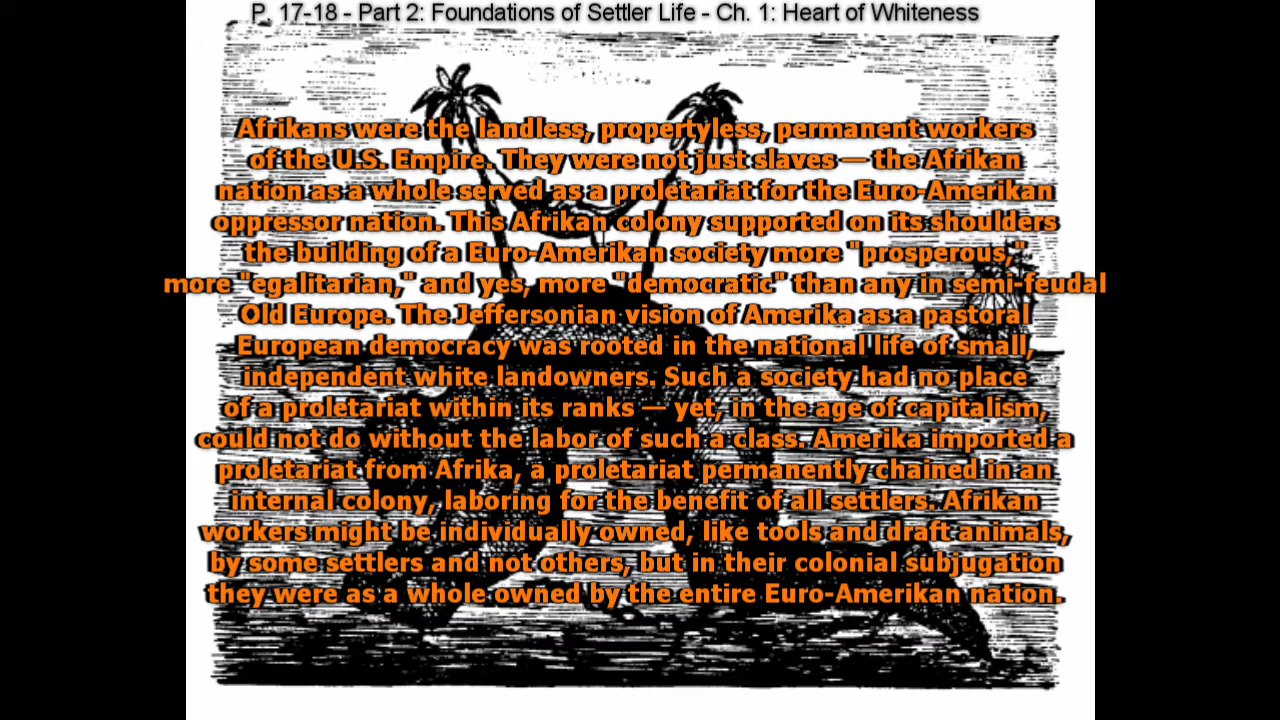 P. 17-18 - Part 2: Foundations of Settler Life - Ch. 1: Heart of Whiteness
Afrikans were the landless, propertyless, permanent workers
of the U.S. Empire. They were not just slaves — the Afrikan
nation as a whole served as a proletariat for the Euro-Amerikan
oppressor nation. This Afrikan colony supported on its shoulders
the building of a Euro-Amerikan society more "prosperous,"
more "egalitarian," and yes, more "democratic" than any in semi-feudal
Old Europe. The Jeffersonian vision of Amerika as a pastoral
European democracy was rooted in the national life of small,
independent white landowners. Such a society had no place
of a proletariat within its ranks — yet, in the age of capitalism,
could not do without the labor of such a class. Amerika imported a
proletariat from Afrika, a proletariat permanently chained in an
internal colony, laboring for the benefit of all settlers. Afrikan
workers might be individually owned, like tools and draft animals,
by some settlers and not others, but in their colonial subjugation
they were as a whole owned by the entire Euro-Amerikan nation.